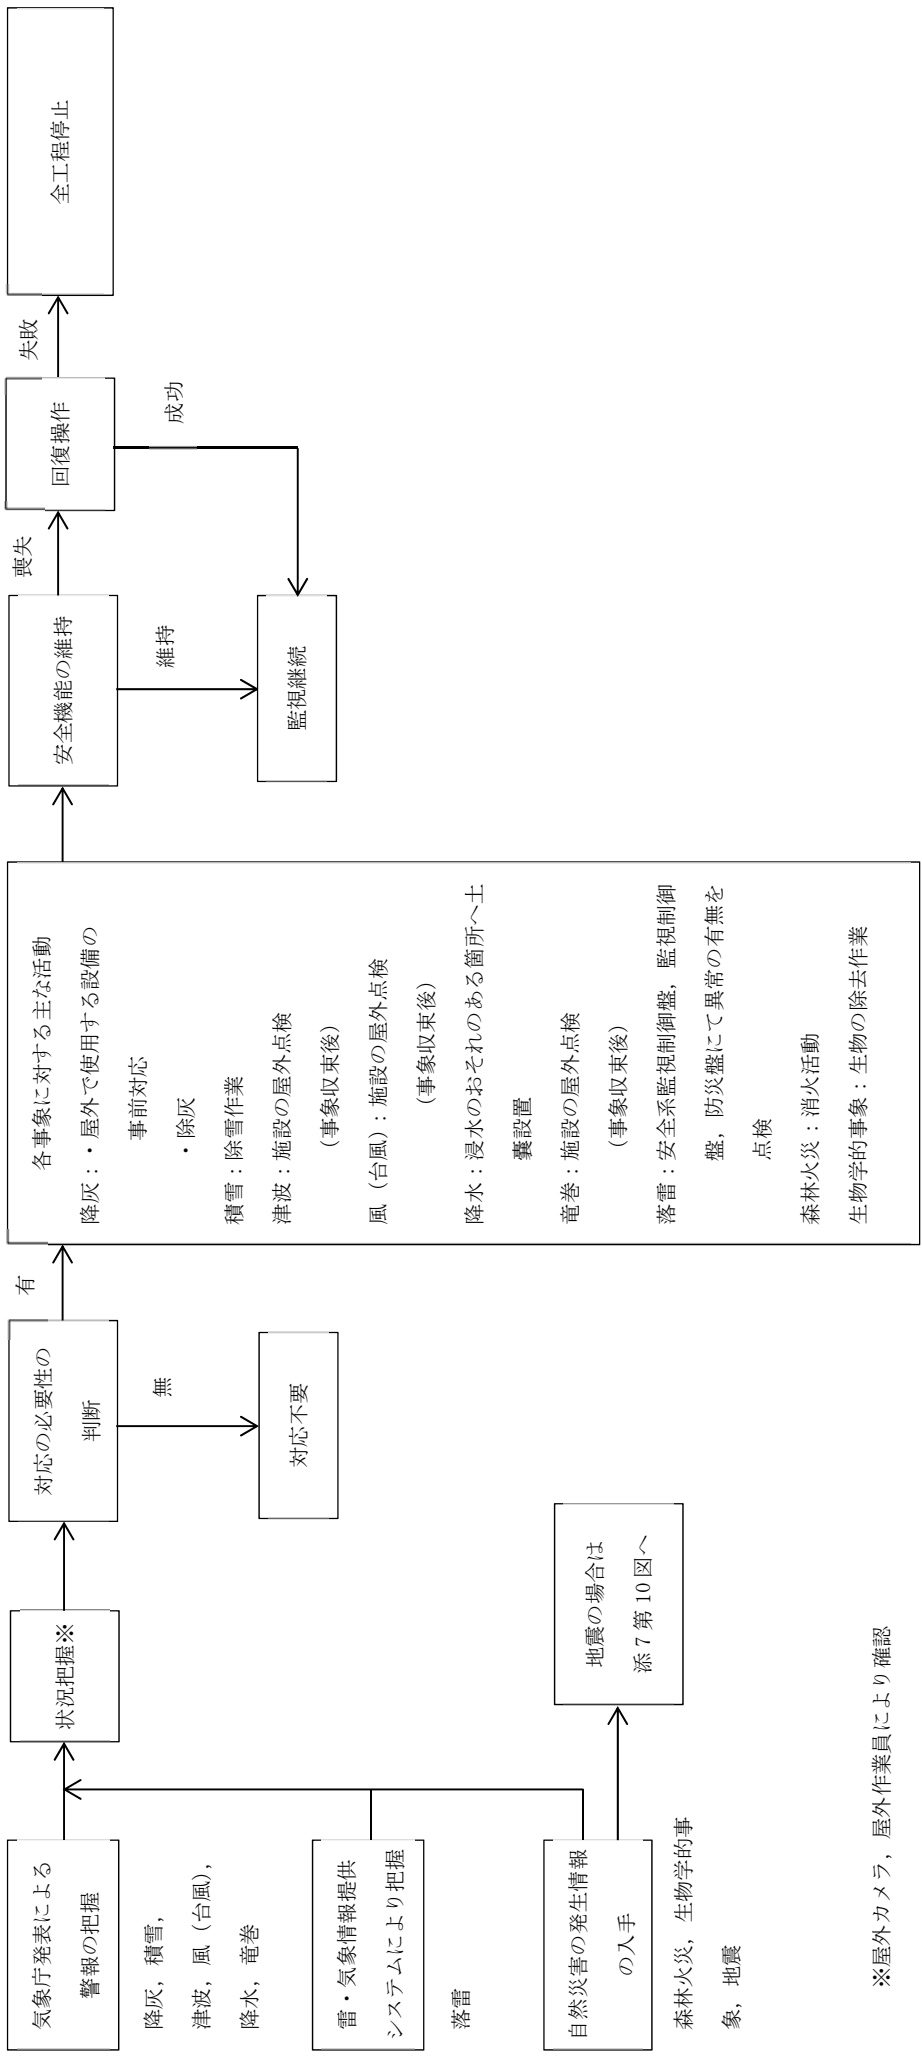 気象庁発表による
警報の把握
降灰，積雪，
津波，風（台風），
降水，竜巻
雷・気象情報提供
システムにより把握
落雷
自然災害の発生情報
の入手
森林火災，生物学的事
象，地震
地震の場合は
添７第10図へ
状況把握※
対応の必要性の
判断
無
対応不要
有
各事象に対する主な活動
降灰：・屋外で使用する設備の
事前対応
・除灰
積雪：除雪作業
津波：施設の屋外点検
（事象収束後）
風（台風）：施設の屋外点検
（事象収束後）
降水：浸水のおそれのある箇所へ土
嚢設置
竜巻：施設の屋外点検
（事象収束後）
落雷：安全系監視制御盤，監視制御
盤，防災盤にて異常の有無を
点検
森林火災：消火活動
生物学的事象：生物の除去作業
安全機能の維持
維持
監視継続
喪失
回復操作
成功
失敗
全工程停止
※屋外カメラ，屋外作業員により確認